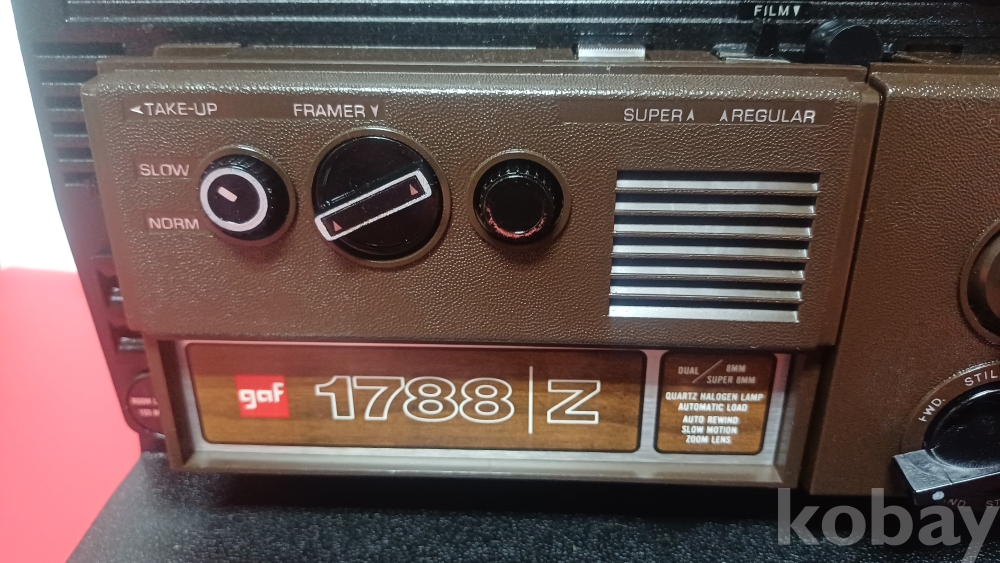 FILM▼
◄TAKE-UP
FRAMER▼
SUPER▲ ▲REGULAR
SLOW
NORM
gaf
1788|Z
DUAL / 8MM
SUPER 8MM
QUARTZ HALOGEN LAMP
AUTOMATIC LOAD
AUTO REWIND
SLOW MOTION
ZOOM LENS
FWD.
kobay